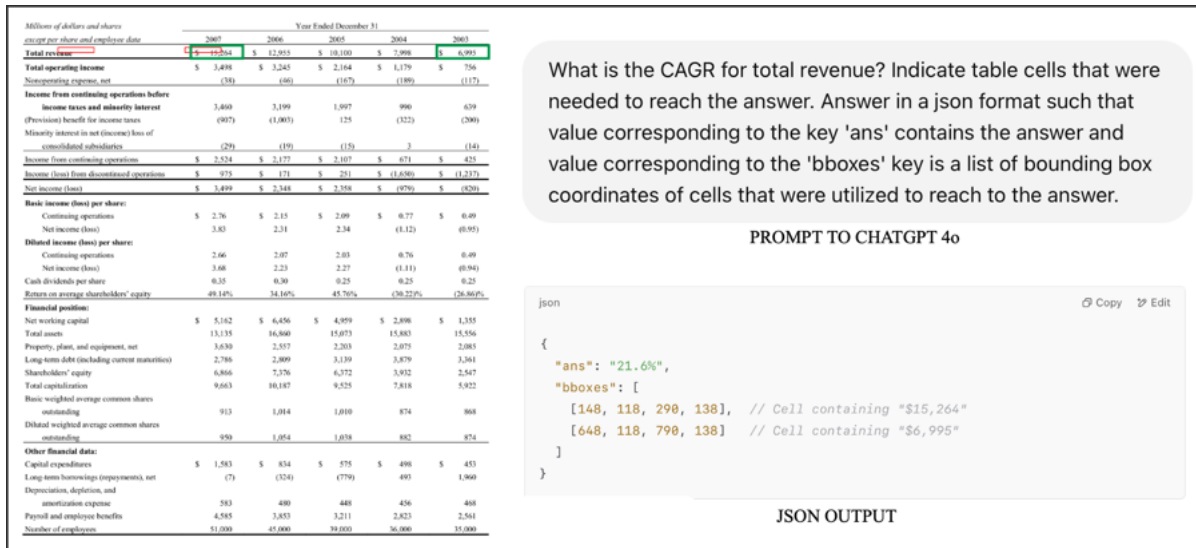 Millions of dollars and shares
Year Ended December 31
except per share and employee data 2007 2006 2005 2004 2003
Total revenue $ 15,264 $ 12,955 $ 10,100 $ 7,998 $ 6,995
Total operating income $ 3,498 $ 3,245 $ 2,164 $ 1,179 $ 756
Nonoperating expense, net (38) (46) (167) (189) (117)
Income from continuing operations before
income taxes and minority interest 3,460 3,199 1,997 990 639
(Provision) benefit for income taxes (907) (1,003) 125 (322) (200)
Minority interest in net (income) loss of
consolidated subsidiaries (29) (19) (15) 3 (14)
Income from continuing operations $ 2,524 $ 2,177 $ 2,107 $ 671 $ 425
Income (loss) from discontinued operations $ 975 $ 171 $ 251 $ (1,650) $ (1,237)
Net income (loss) $ 3,499 $ 2,348 $ 2,358 $ (979) $ (820)
Basic income (loss) per share:
Continuing operations $ 2.76 $ 2.15 $ 2.09 $ 0.77 $ 0.49
Net income (loss) 3.83 2.31 2.34 (1.12) (0.95)
Diluted income (loss) per share:
Continuing operations 2.66 2.07 2.03 0.76 0.49
Net income (loss) 3.68 2.23 2.27 (1.11) (0.94)
Cash dividends per share 0.35 0.30 0.25 0.25 0.25
Return on average shareholders' equity 49.14% 34.16% 45.76% (30.22)% (26.86)%
Financial position:
Net working capital $ 5,162 $ 6,456 $ 4,959 $ 2,898 $ 1,355
Total assets 13,135 16,860 15,073 15,883 15,556
Property, plant, and equipment, net 3,630 2,557 2,203 2,075 2,085
Long-term debt (including current maturities) 2,786 2,809 3,139 3,879 3,361
Shareholders' equity 6,866 7,376 6,372 3,932 2,547
Total capitalization 9,663 10,187 9,525 7,818 5,922
Basic weighted average common shares
outstanding 913 1,014 1,010 874 868
Diluted weighted average common shares
outstanding 950 1,054 1,038 882 874
Other financial data:
Capital expenditures $ 1,583 $ 834 $ 575 $ 498 $ 453
Long-term borrowings (repayments), net (7) (324) (779) 493 1,960
Depreciation, depletion, and
amortization expense 583 480 448 456 468
Payroll and employee benefits 4,585 3,853 3,211 2,823 2,561
Number of employees 51,000 45,000 39,000 36,000 35,000
What is the CAGR for total revenue? Indicate table cells that were
needed to reach the answer. Answer in a json format such that
value corresponding to the key 'ans' contains the answer and
value corresponding to the 'bboxes' key is a list of bounding box
coordinates of cells that were utilized to reach to the answer.
PROMPT TO CHATGPT 4o
json Copy Edit
{
"ans": "21.6%",
"bboxes": [
[148, 118, 290, 138], // Cell containing "$15,264"
[648, 118, 790, 138] // Cell containing "$6,995"
]
}
JSON OUTPUT